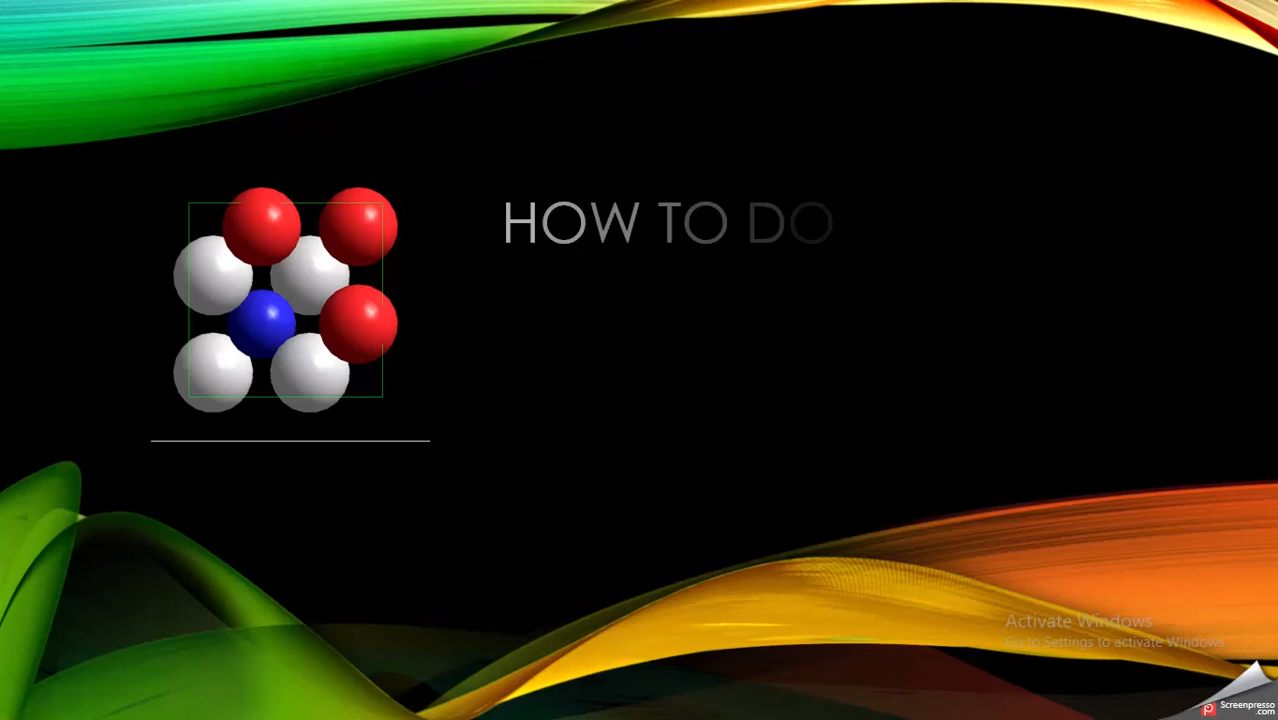 HOW TO DO
Activate Windows
Go to Settings to activate Windows.
Screenpresso
.com